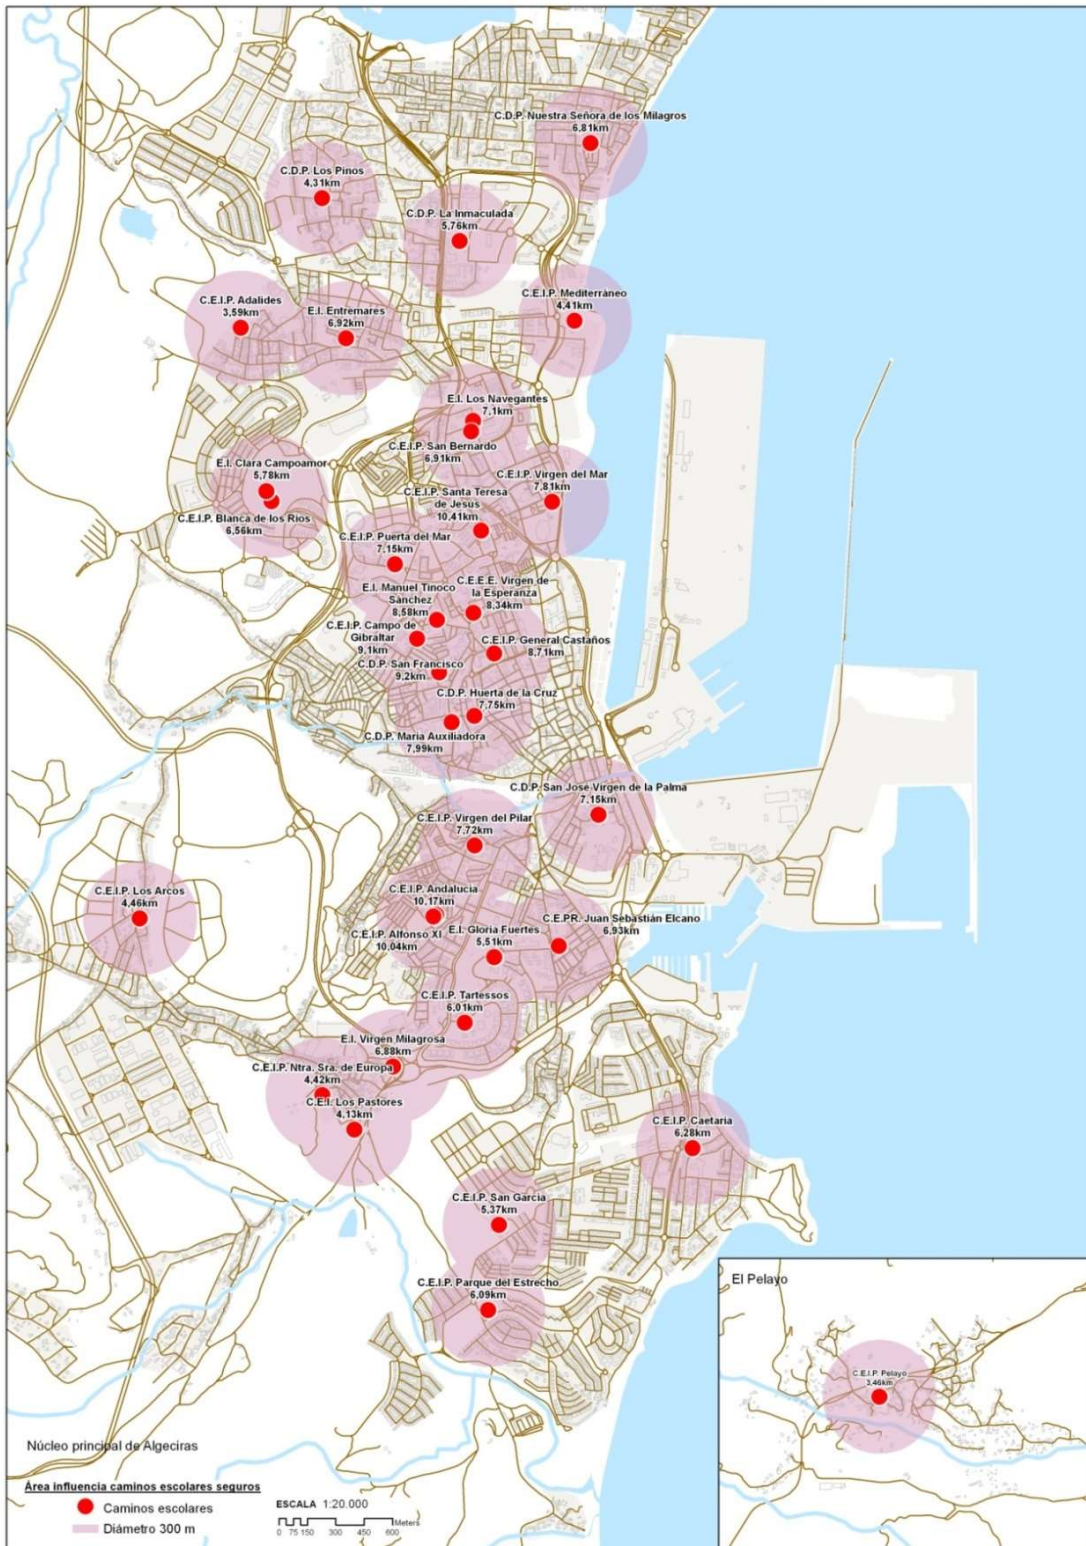 C.D.P. Nuestra Señora de los Milagros
6,81km
C.D.P. Los Pinos
4,31km
C.D.P. La Inmaculada
5,76km
C.E.I.P. Adalides
3,59km
E.I. Entremares
6,92km
C.E.I.P. Mediterráneo
4,41km
E.I. Los Navegantes
7,1km
C.E.I.P. San Bernardo
6,91km
E.I. Clara Campoamor
5,78km
C.E.I.P. Blanca de los Rios
6,56km
C.E.I.P. Virgen del Mar
7,81km
C.E.I.P. Santa Teresa
de Jesús
10,41km
C.E.I.P. Puerta del Mar
7,15km
E.I. Manuel Tinoco
Sánchez
8,58km
C.E.E.E. Virgen de
la Esperanza
8,34km
C.E.I.P. Campo de
Gibraltar
9,1km
C.E.I.P. General Castaños
8,71km
C.D.P. San Francisco
9,2km
C.D.P. Huerta de la Cruz
7,75km
C.D.P. María Auxiliadora
7,99km
C.D.P. San José Virgen de la Palma
7,15km
C.E.I.P. Virgen del Pilar
7,72km
C.E.I.P. Los Arcos
4,46km
C.E.I.P. Andalucía
10,17km
C.E.I.P. Alfonso XI
10,04km
E.I. Gloria Fuertes
5,51km
C.E.PR. Juan Sebastián Elcano
6,93km
C.E.I.P. Tartessos
6,01km
E.I. Virgen Milagrosa
6,88km
C.E.I.P. Ntra. Sra. de Europa
4,42km
C.E.I. Los Pastores
4,13km
C.E.I.P. Caetaria
6,28km
C.E.I.P. San García
5,37km
C.E.I.P. Parque del Estrecho
6,09km
El Pelayo
C.E.I.P. Pelayo
3,46km
Núcleo principal de Algeciras
Área influencia caminos escolares seguros
Caminos escolares
Diámetro 300 m
ESCALA 1:20.000
Meters
0 75 150 300 450 600